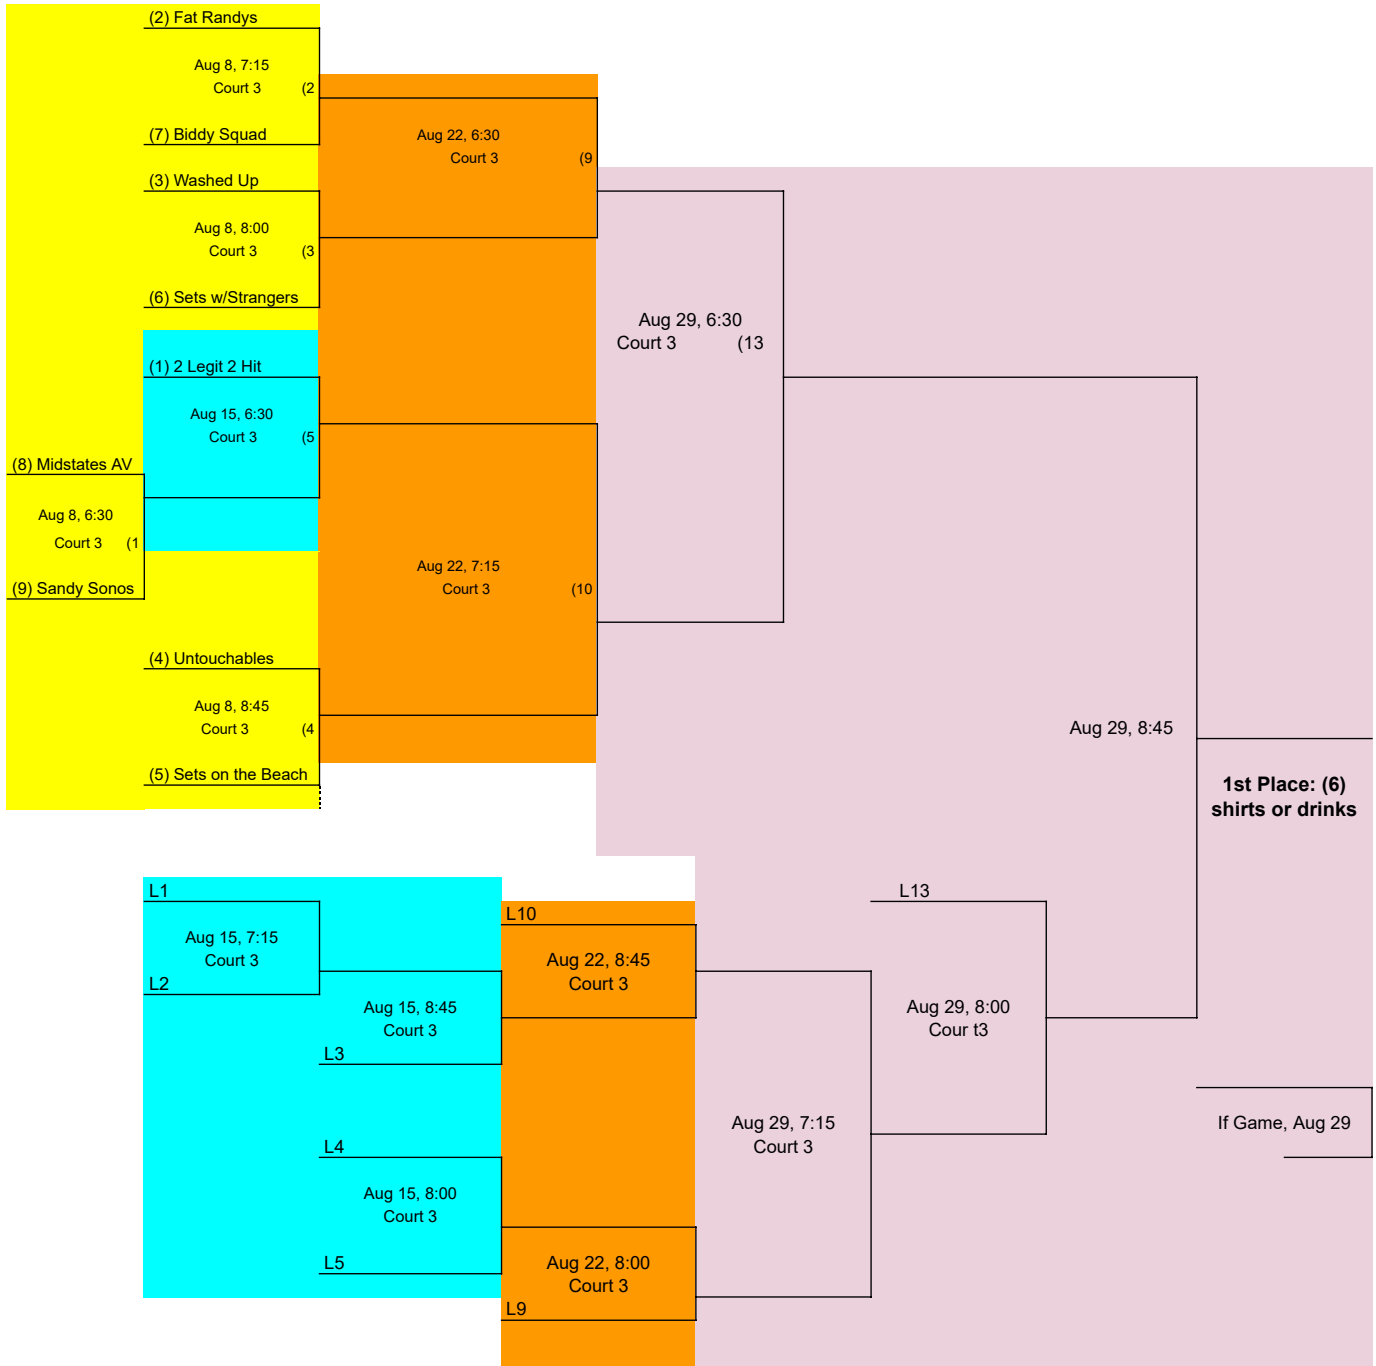 (2) Fat Randys
Aug 8, 7:15
Court 3 (2
(7) Biddy Squad
Aug 22, 6:30
Court 3 (9
(3) Washed Up
Aug 8, 8:00
Court 3 (3
(6) Sets w/Strangers
Aug 29, 6:30
Court 3 (13
(1) 2 Legit 2 Hit
Aug 15, 6:30
Court 3 (5
(8) Midstates AV
Aug 8, 6:30
Court 3 (1
(9) Sandy Sonos
Aug 22, 7:15
Court 3 (10
(4) Untouchables
Aug 8, 8:45
Court 3 (4
(5) Sets on the Beach
Aug 29, 8:45
1st Place: (6)
shirts or drinks
L1
Aug 15, 7:15
Court 3
L2
L10
Aug 22, 8:45
Court 3
L13
Aug 15, 8:45
Court 3
L3
Aug 29, 8:00
Cour t3
L4
Aug 15, 8:00
Court 3
L5
Aug 29, 7:15
Court 3
If Game, Aug 29
Aug 22, 8:00
Court 3
L9